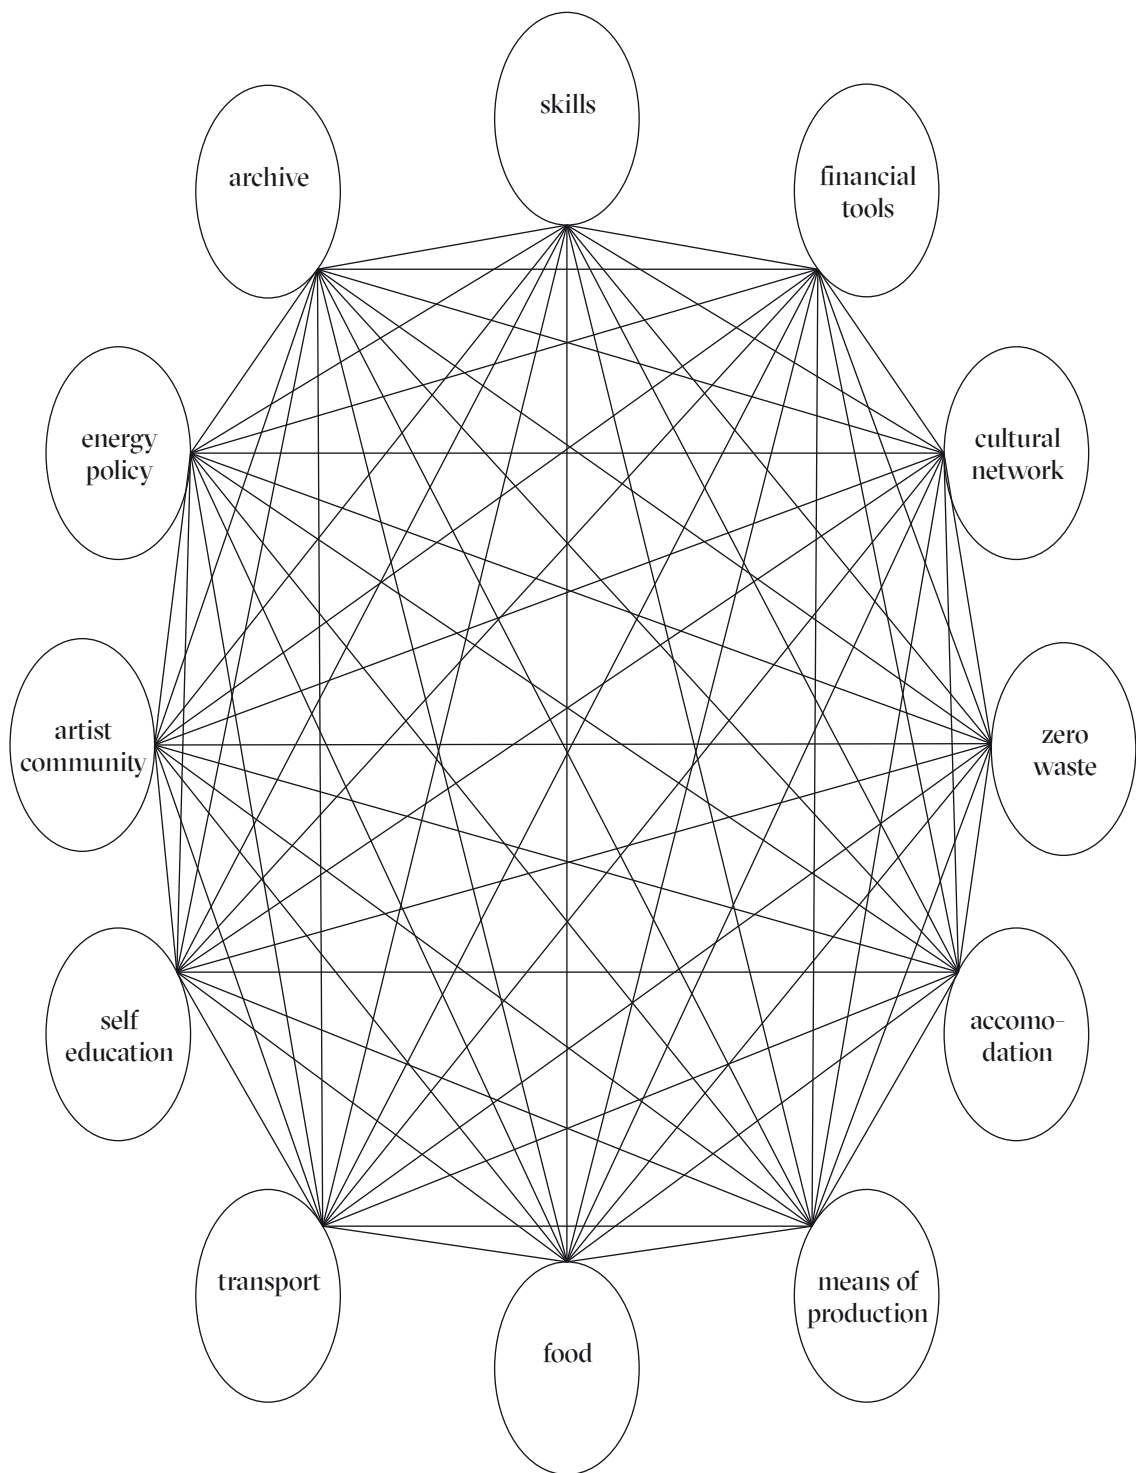 skills
archive
financial
tools
energy
policy
cultural
network
artist
community
zero
waste
self
education
accomo-
dation
transport
means of
production
food